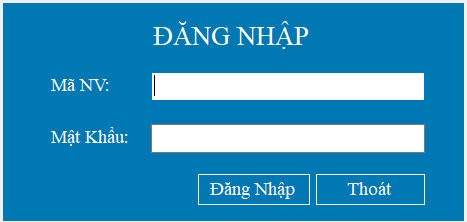 ĐĂNG NHẬP
Mã NV:
Mật Khẩu:
Đăng Nhập Thoát